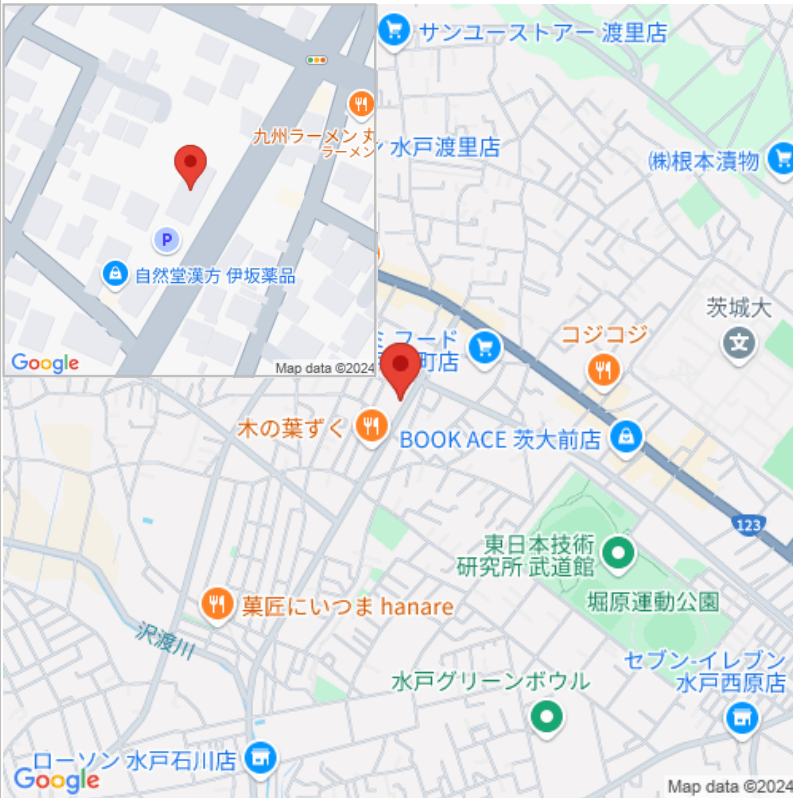 サンユーストアー 渡里店
九州ラーメン 丸
ラーメン
水戸渡里店
㈱根本漬物
P
自然堂漢方 伊坂薬品
Google
Map data ©2024
フード
町店
コジコジ
茨城大
木の葉ずく
BOOK ACE 茨大前店
123
東日本技術
研究所 武道館
堀原運動公園
菓匠にいつま hanare
沢渡川
セブン-イレブン
水戸西原店
水戸グリーンボウル
ローソン 水戸石川店
Google
Map data ©2024